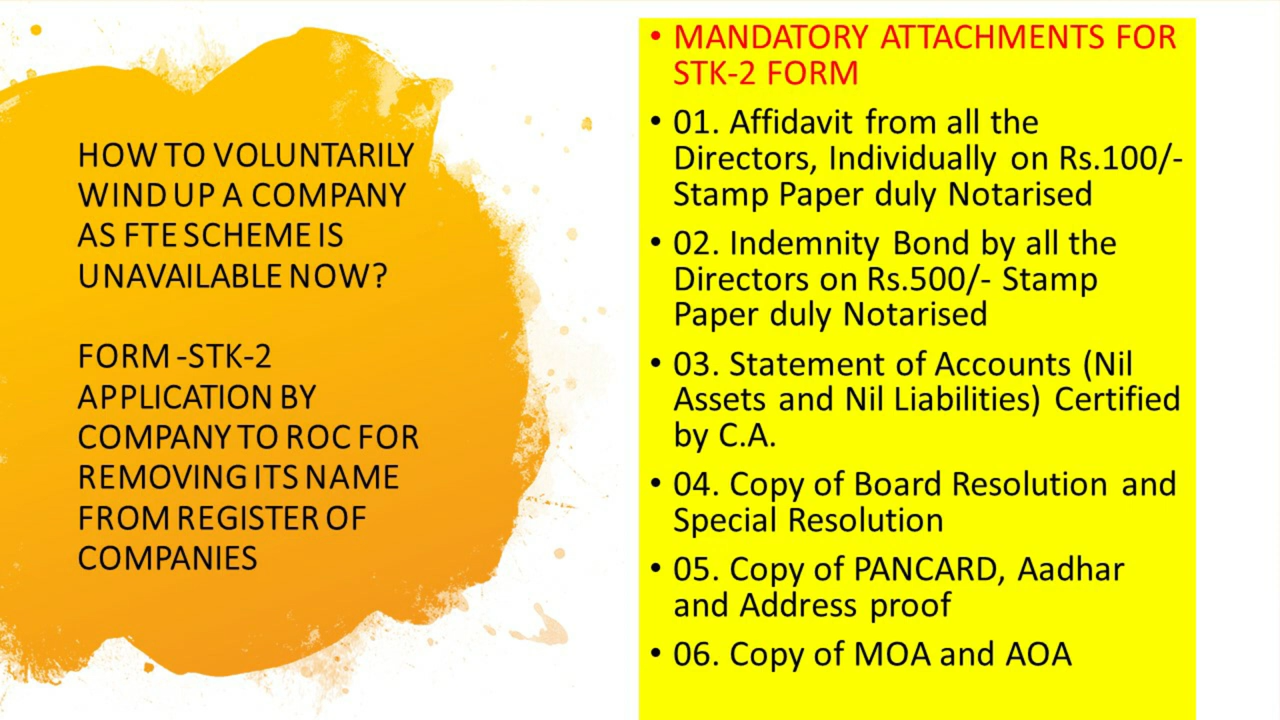 HOW TO VOLUNTARILY
WIND UP A COMPANY
AS FTE SCHEME IS
UNAVAILABLE NOW?
FORM -STK-2
APPLICATION BY
COMPANY TO ROC FOR
REMOVING ITS NAME
FROM REGISTER OF
COMPANIES
• MANDATORY ATTACHMENTS FOR
STK-2 FORM
• 01. Affidavit from all the
Directors, Individually on Rs.100/-
Stamp Paper duly Notarised
• 02. Indemnity Bond by all the
Directors on Rs.500/- Stamp
Paper duly Notarised
• 03. Statement of Accounts (Nil
Assets and Nil Liabilities) Certified
by C.A.
• 04. Copy of Board Resolution and
Special Resolution
• 05. Copy of PANCARD, Aadhar
and Address proof
• 06. Copy of MOA and AOA